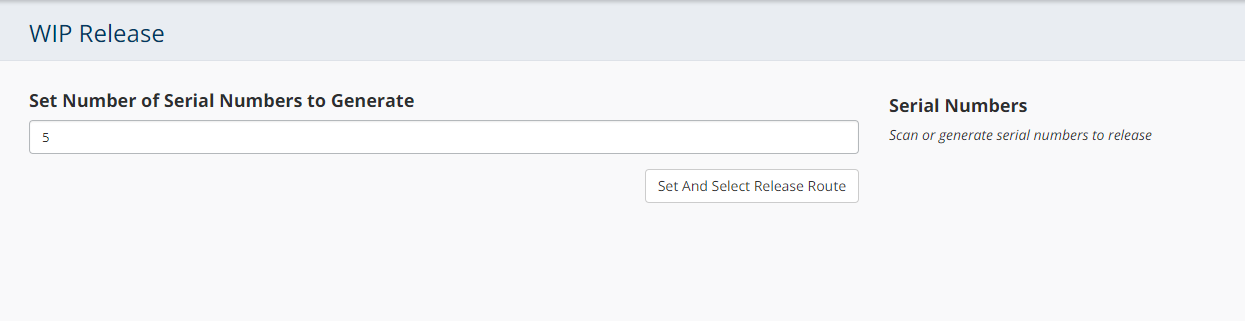 WIP Release
Set Number of Serial Numbers to Generate
5
Set And Select Release Route
Serial Numbers
Scan or generate serial numbers to release